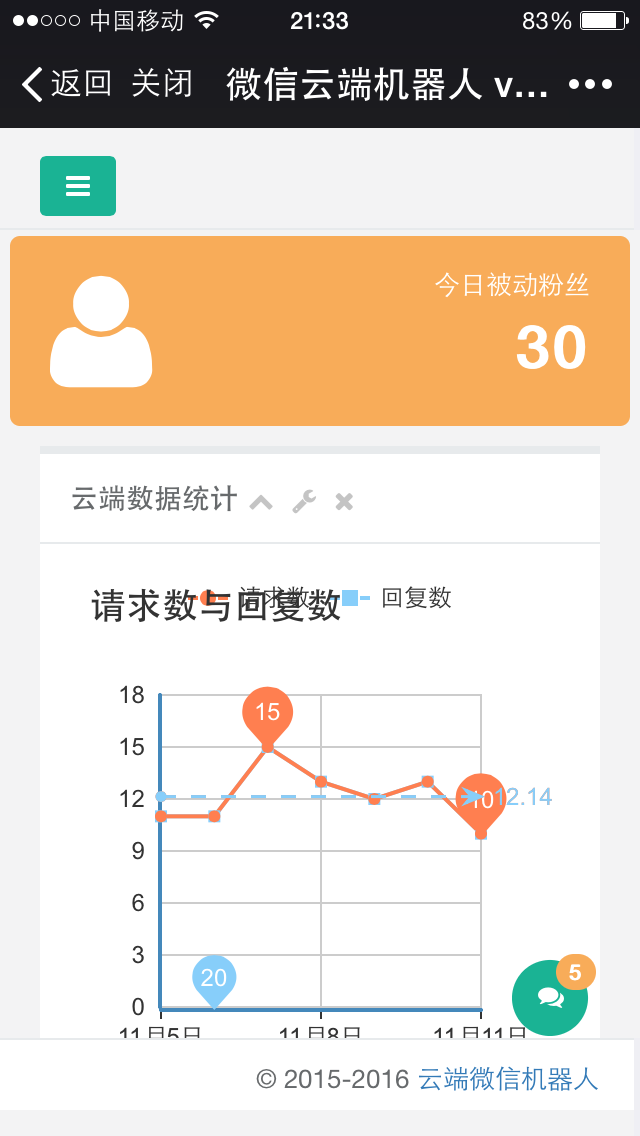 中国移动 21:33 83%
返回 关闭 微信云端机器人 v...
今日被动粉丝
30
云端数据统计
请求数与回复数 请求数 回复数
18
15
15
12
10
12.14
9
6
3
20
0
11月5日 11月8日 11月11日
5
© 2015-2016 云端微信机器人